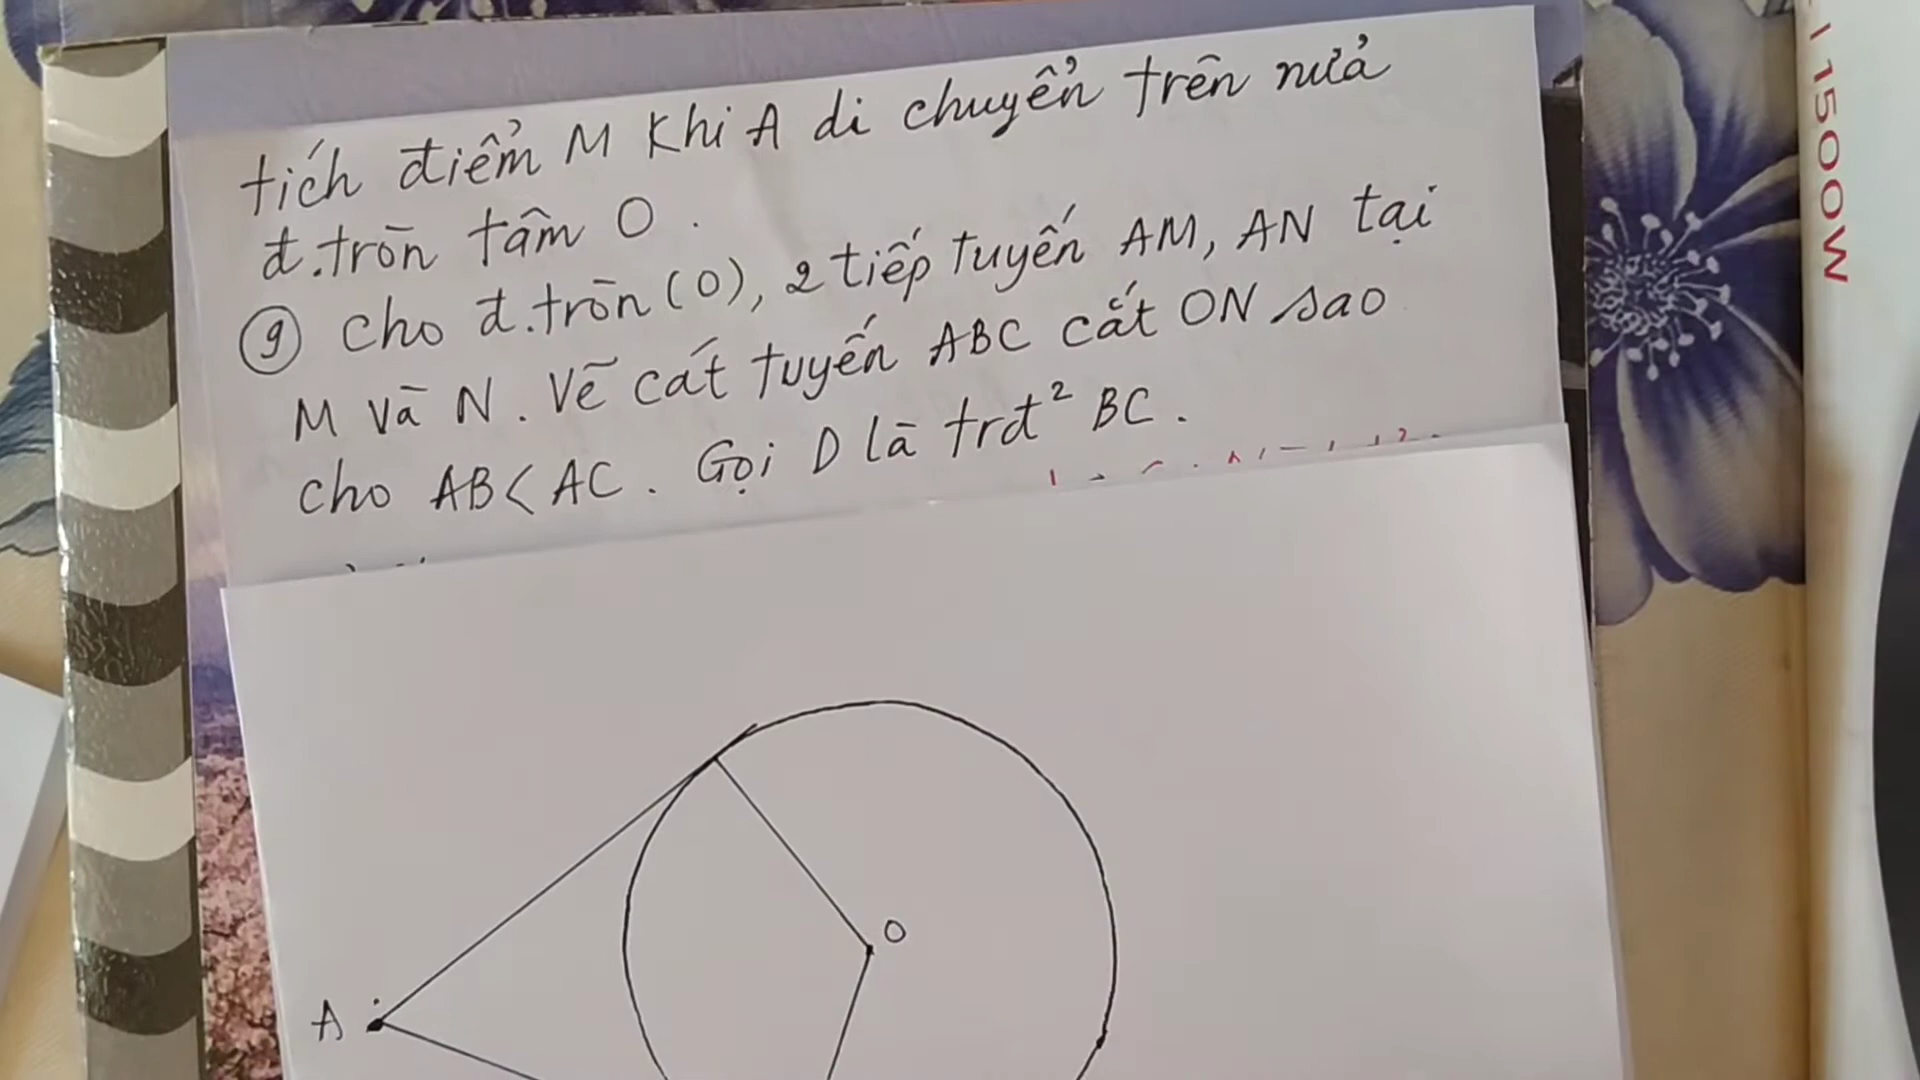 tích điểm M khi A di chuyển trên nửa
đ.tròn tâm O.
⑨ Cho đ.tròn (O), 2 tiếp tuyến AM, AN tại
M và N. Vẽ cát tuyến ABC cắt ON sao
cho AB < AC. Gọi D là trđ² BC.
O
A
1500W